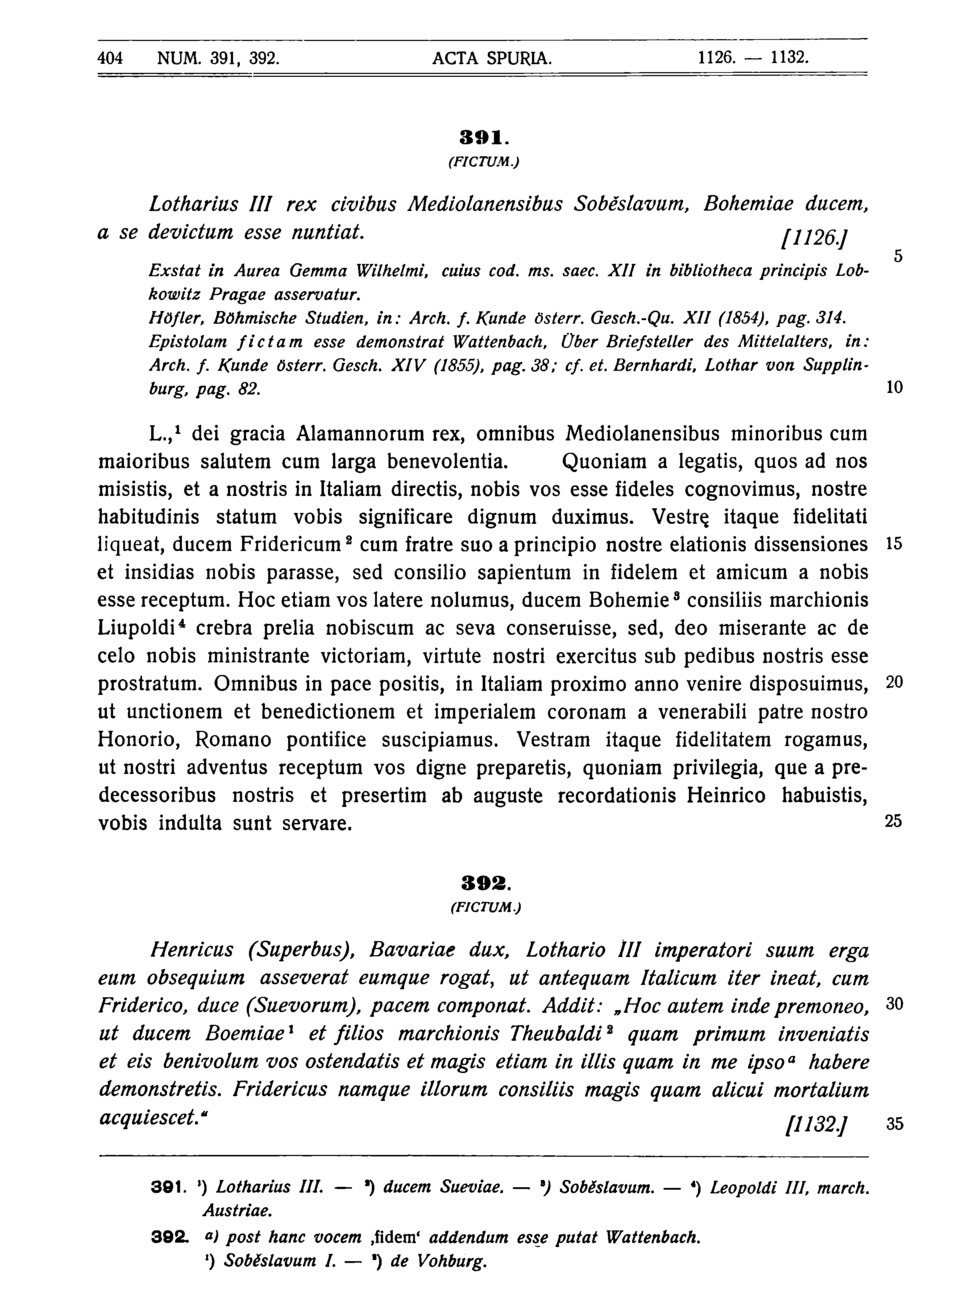 404 NUM. 391, 392. ACTA SPURIA. 1126. — 1132.
391.
(FICTUM.)
Lotharius III rex civibus Mediolanensibus Soběslavum, Bohemiae ducem,
a se devictum esse nuntiat. [1126.]
5
Exstat in Aurea Gemma Wilhelmi, cuius cod. ms. saec. XII in bibliotheca principis Lob-
kowitz Pragae asservatur.
Höfler, Böhmische Studien, in: Arch. f. Kunde österr. Gesch.-Qu. XII (1854), pag. 314.
Epistolam fictam esse demonstrat Wattenbach, Über Briefsteller des Mittelalters, in:
Arch. f. Kunde österr. Gesch. XIV (1855), pag. 38; cf. et. Bernhardi, Lothar von Supplin-
burg, pag. 82. 10
L.,¹ dei gracia Alamannorum rex, omnibus Mediolanensibus minoribus cum
maioribus salutem cum larga benevolentia. Quoniam a legatis, quos ad nos
misistis, et a nostris in Italiam directis, nobis vos esse fideles cognovimus, nostre
habitudinis statum vobis significare dignum duximus. Vestrę itaque fidelitati
liqueat, ducem Fridericum² cum fratre suo a principio nostre elationis dissensiones 15
et insidias nobis parasse, sed consilio sapientum in fidelem et amicum a nobis
esse receptum. Hoc etiam vos latere nolumus, ducem Bohemie³ consiliis marchionis
Liupoldi⁴ crebra prelia nobiscum ac seva conseruisse, sed, deo miserante ac de
celo nobis ministrante victoriam, virtute nostri exercitus sub pedibus nostris esse
prostratum. Omnibus in pace positis, in Italiam proximo anno venire disposuimus, 20
ut unctionem et benedictionem et imperialem coronam a venerabili patre nostro
Honorio, Romano pontifice suscipiamus. Vestram itaque fidelitatem rogamus,
ut nostri adventus receptum vos digne preparetis, quoniam privilegia, que a pre-
decessoribus nostris et presertim ab auguste recordationis Heinrico habuistis,
vobis indulta sunt servare. 25
392.
(FICTUM.)
Henricus (Superbus), Bavariae dux, Lothario III imperatori suum erga
eum obsequium asseverat eumque rogat, ut antequam Italicum iter ineat, cum
Friderico, duce (Suevorum), pacem componat. Addit: „Hoc autem inde premoneo, 30
ut ducem Boemiae¹ et filios marchionis Theubaldi² quam primum inveniatis
et eis benivolum vos ostendatis et magis etiam in illis quam in me ipsoᵃ habere
demonstretis. Fridericus namque illorum consiliis magis quam alicui mortalium
acquiescet.“ [1132.] 35
391. ¹) Lotharius III. — ²) ducem Sueviae. — ³) Soběslavum. — ⁴) Leopoldi III, march.
Austriae.
392. a) post hanc vocem ‚fidem‘ addendum esse putat Wattenbach.
¹) Soběslavum I. — ²) de Vohburg.